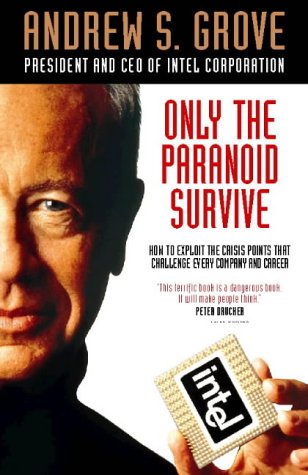 ANDREW S. GROVE
PRESIDENT AND CEO OF INTEL CORPORATION
ONLY THE
PARANOID
SURVIVE
HOW TO EXPLOIT THE CRISIS POINTS THAT
CHALLENGE EVERY COMPANY AND CAREER
"This terrific book is a dangerous book.
It will make people think."
PETER DRUCKER
intel